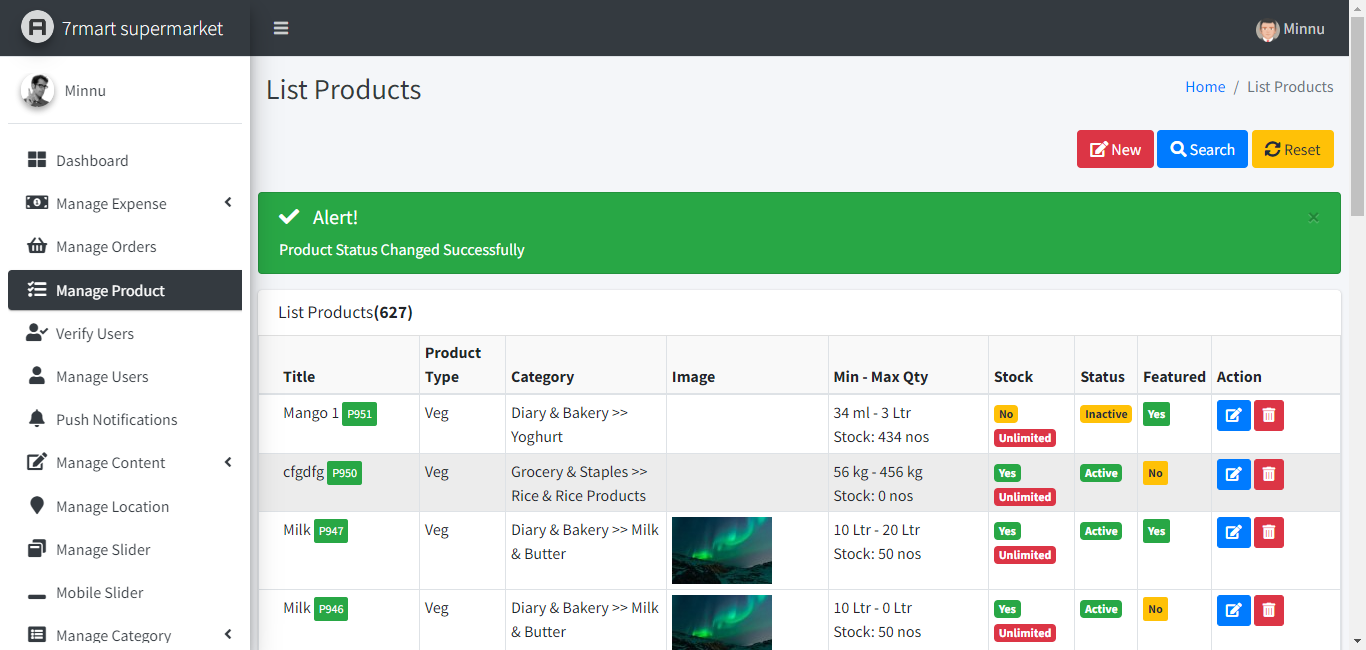 7rmart supermarket
Minnu
Minnu
Dashboard
Manage Expense
Manage Orders
Manage Product
Verify Users
Manage Users
Push Notifications
Manage Content
Manage Location
Manage Slider
Mobile Slider
Manage Category
List Products
Home / List Products
New Search Reset
Alert!
×
Product Status Changed Successfully
List Products(627)
Title Product Type Category Image Min - Max Qty Stock Status Featured Action
Mango 1 P951 Veg Diary & Bakery >> 34 ml - 3 Ltr No Inactive Yes
Yoghurt Stock: 434 nos Unlimited
cfgdfg P950 Veg Grocery & Staples >> 56 kg - 456 kg Yes Active No
Rice & Rice Products Stock: 0 nos Unlimited
Milk P947 Veg Diary & Bakery >> Milk 10 Ltr - 20 Ltr Yes Active Yes
& Butter Stock: 50 nos Unlimited
Milk P946 Veg Diary & Bakery >> Milk 10 Ltr - 0 Ltr Yes Active No
& Butter Stock: 50 nos Unlimited